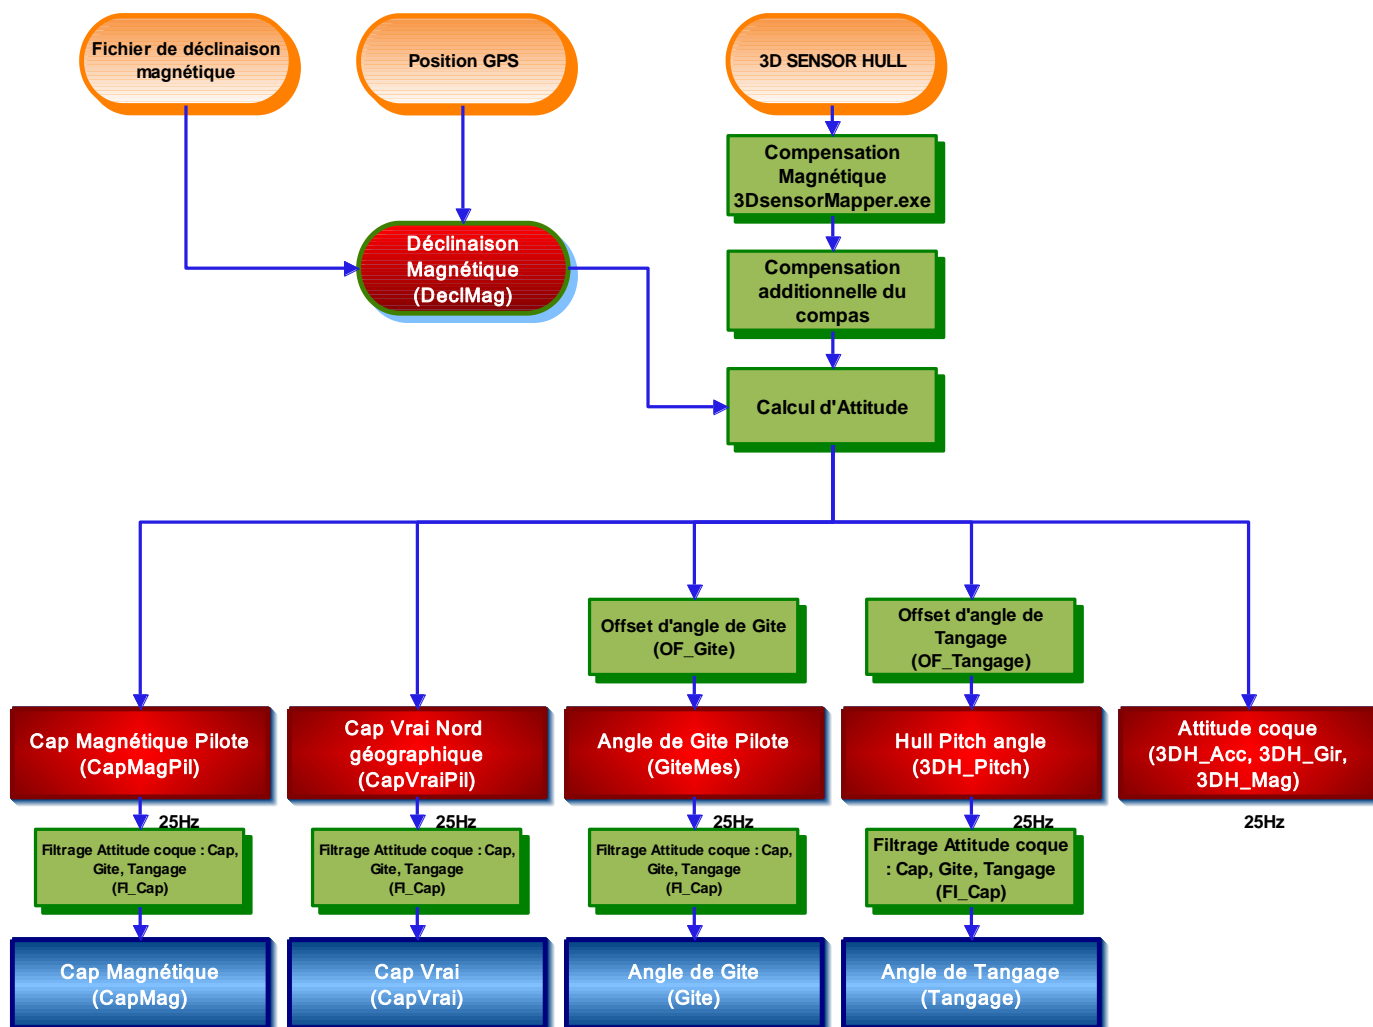 Fichier de déclinaison
magnétique
Position GPS
3D SENSOR HULL
Compensation
Magnétique
3DsensorMapper.exe
Déclinaison
Magnétique
(DeclMag)
Compensation
additionnelle du
compas
Calcul d'Attitude
Offset d'angle de Gite
(OF_Gite)
Offset d'angle de
Tangage
(OF_Tangage)
Cap Magnétique Pilote
(CapMagPil)
Cap Vrai Nord
géographique
(CapVraiPil)
Angle de Gite Pilote
(GiteMes)
Hull Pitch angle
(3DH_Pitch)
Attitude coque
(3DH_Acc, 3DH_Gir,
3DH_Mag)
25Hz
25Hz
25Hz
25Hz
25Hz
Filtrage Attitude coque : Cap,
Gite, Tangage
(FI_Cap)
Filtrage Attitude coque : Cap,
Gite, Tangage
(FI_Cap)
Filtrage Attitude coque : Cap,
Gite, Tangage
(FI_Cap)
Filtrage Attitude coque
: Cap, Gite, Tangage
(FI_Cap)
Cap Magnétique
(CapMag)
Cap Vrai
(CapVrai)
Angle de Gite
(Gite)
Angle de Tangage
(Tangage)